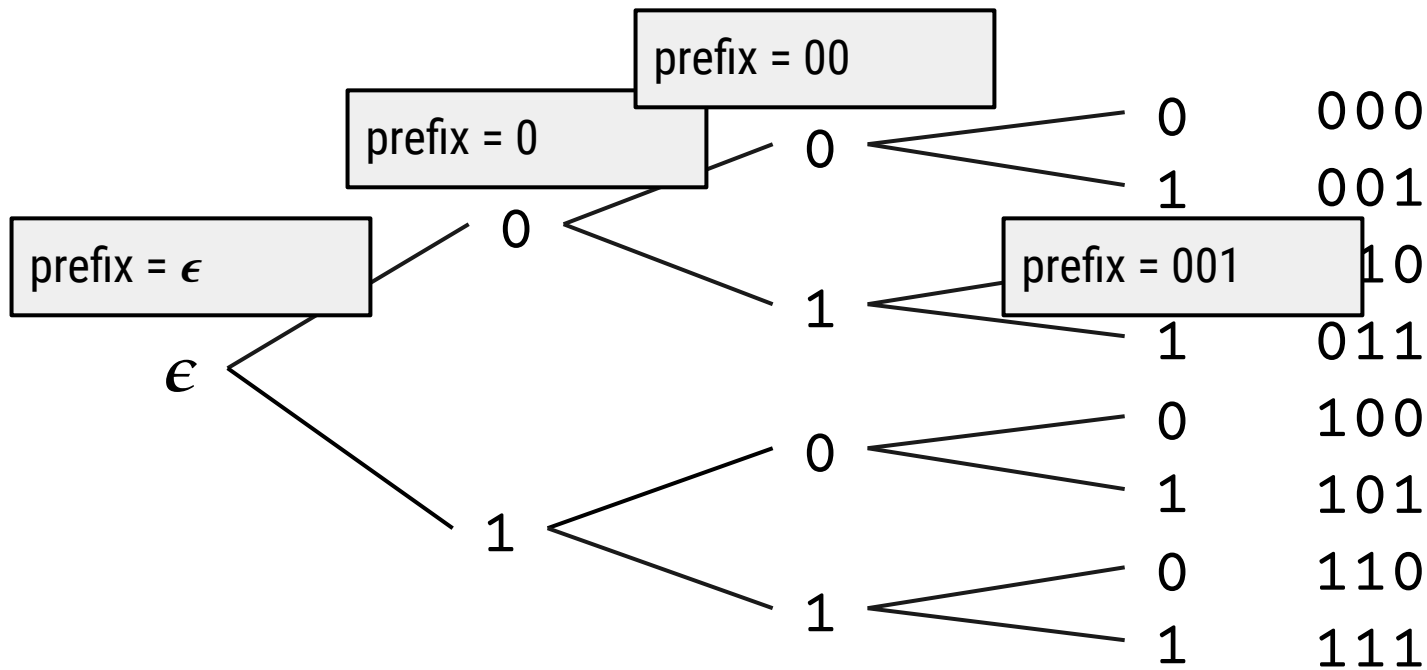 prefix = 00
prefix = 0
0 000
0
1 001
0
prefix = ϵ
prefix = 001
10
1
1 011
ϵ
0 100
0
1 101
1
0 110
1
1 111